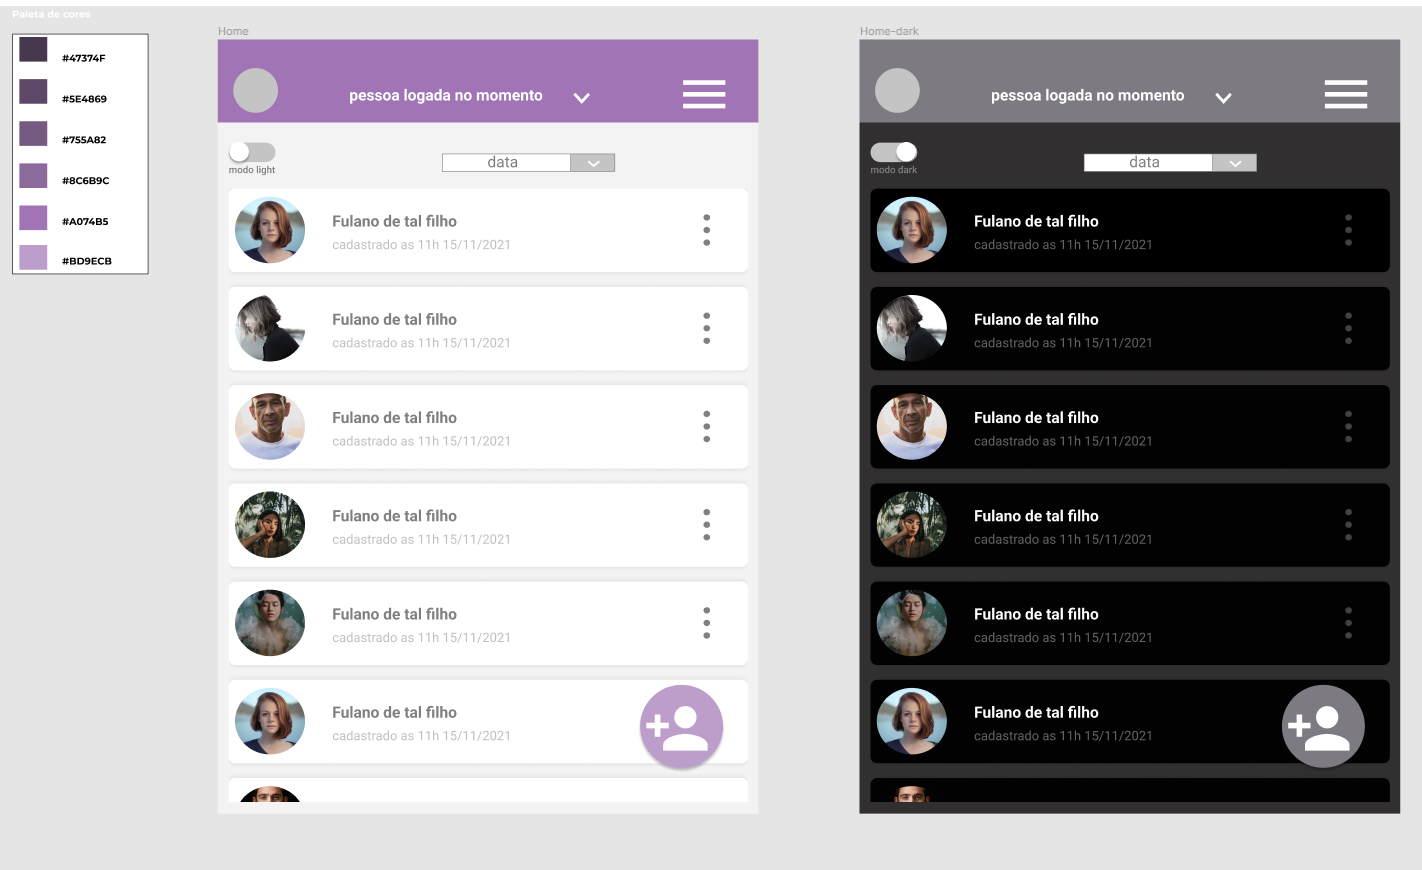 Paleta de cores
#47374F
#5E4869
#755A82
#8C6B9C
#A074B5
#BD9ECB
Home
pessoa logada no momento
modo light
data
Fulano de tal filho
cadastrado as 11h 15/11/2021
Fulano de tal filho
cadastrado as 11h 15/11/2021
Fulano de tal filho
cadastrado as 11h 15/11/2021
Fulano de tal filho
cadastrado as 11h 15/11/2021
Fulano de tal filho
cadastrado as 11h 15/11/2021
Fulano de tal filho
cadastrado as 11h 15/11/2021
Home-dark
pessoa logada no momento
modo dark
data
Fulano de tal filho
cadastrado as 11h 15/11/2021
Fulano de tal filho
cadastrado as 11h 15/11/2021
Fulano de tal filho
cadastrado as 11h 15/11/2021
Fulano de tal filho
cadastrado as 11h 15/11/2021
Fulano de tal filho
cadastrado as 11h 15/11/2021
Fulano de tal filho
cadastrado as 11h 15/11/2021